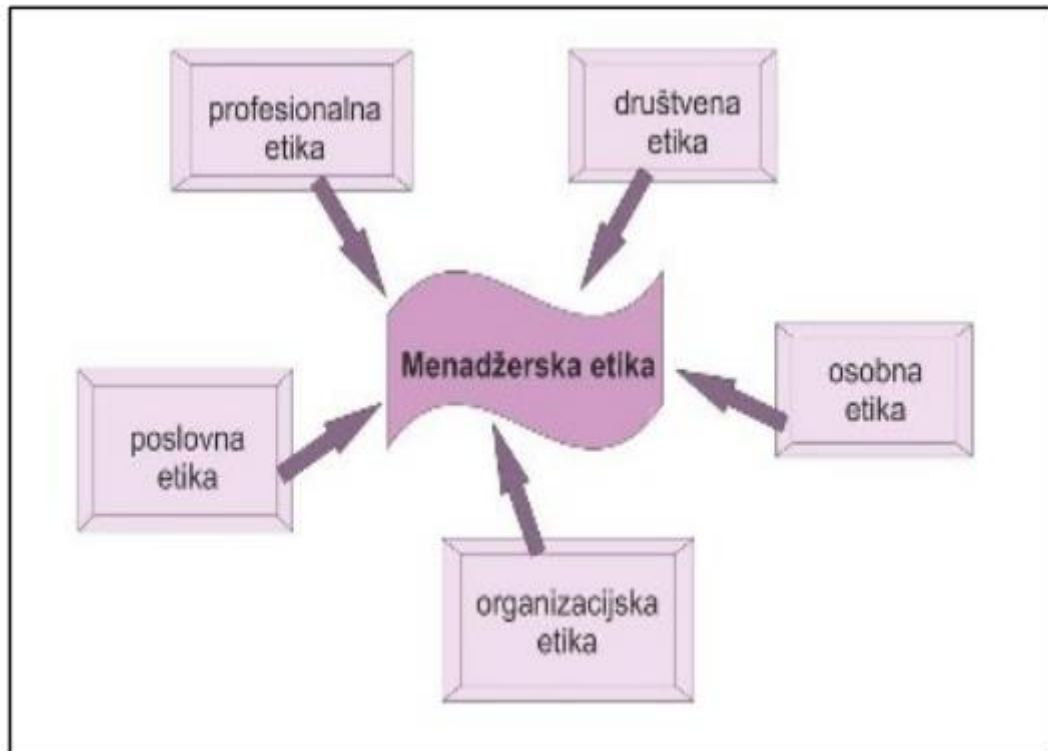 profesionalna
etika
društvena
etika
Menadžerska etika
osobna
etika
poslovna
etika
organizacijska
etika